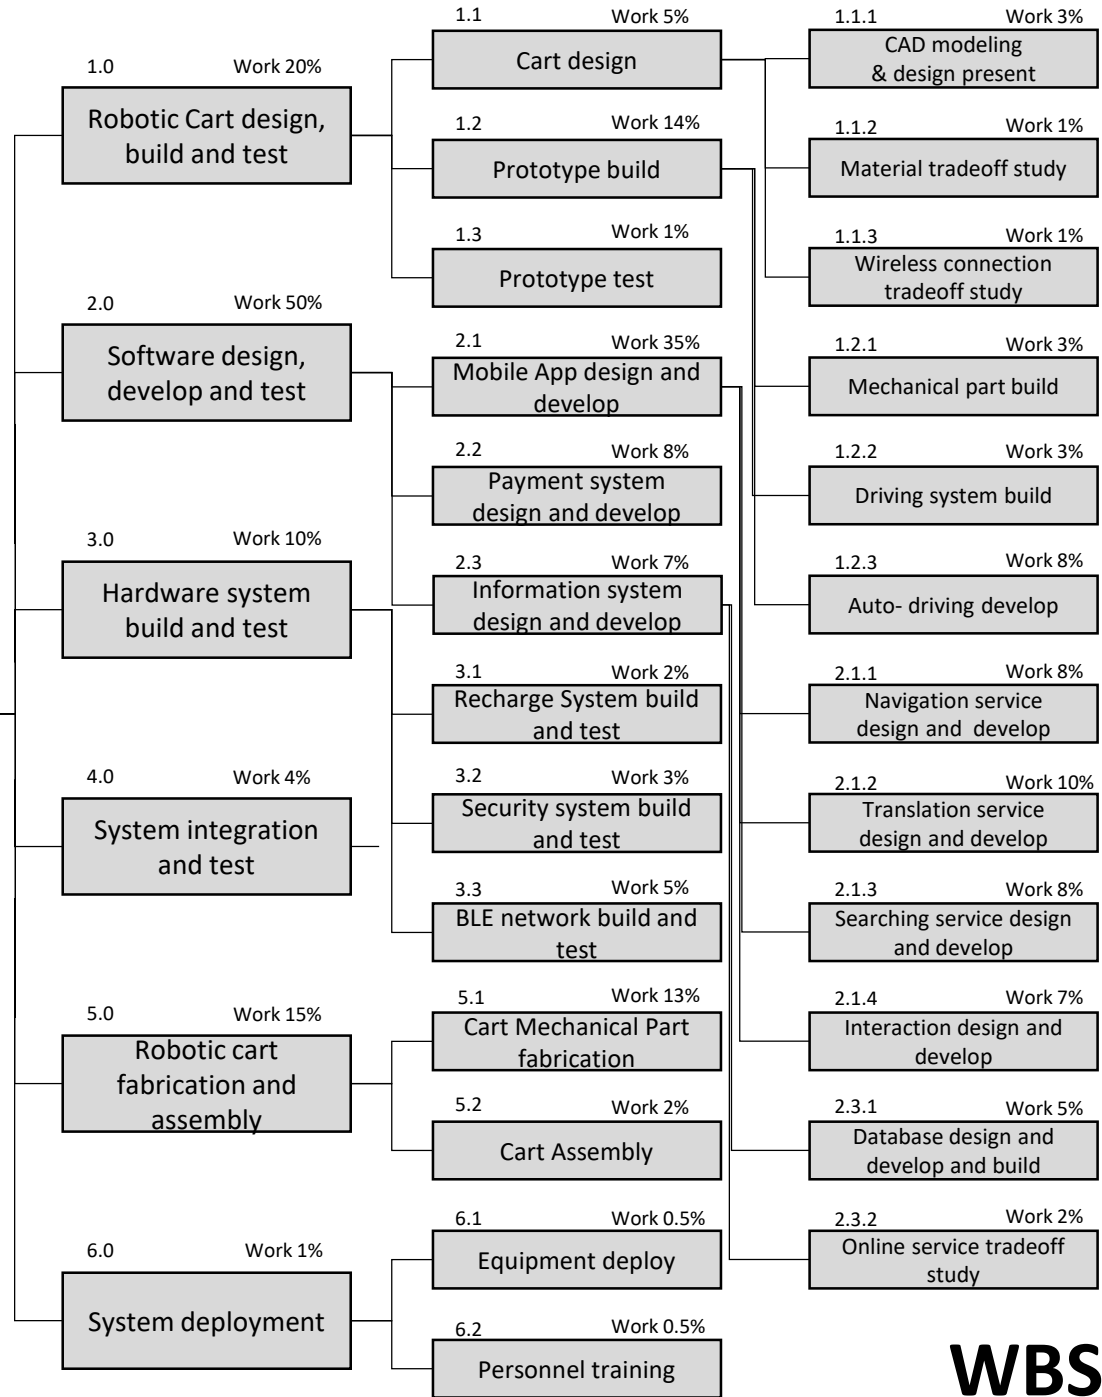 1.0 Work 20%
Robotic Cart design,
build and test
2.0 Work 50%
Software design,
develop and test
3.0 Work 10%
Hardware system
build and test
4.0 Work 4%
System integration
and test
5.0 Work 15%
Robotic cart
fabrication and
assembly
6.0 Work 1%
System deployment
1.1 Work 5%
Cart design
1.2 Work 14%
Prototype build
1.3 Work 1%
Prototype test
2.1 Work 35%
Mobile App design and
develop
2.2 Work 8%
Payment system
design and develop
2.3 Work 7%
Information system
design and develop
3.1 Work 2%
Recharge System build
and test
3.2 Work 3%
Security system build
and test
3.3 Work 5%
BLE network build and
test
5.1 Work 13%
Cart Mechanical Part
fabrication
5.2 Work 2%
Cart Assembly
6.1 Work 0.5%
Equipment deploy
6.2 Work 0.5%
Personnel training
1.1.1 Work 3%
CAD modeling
& design present
1.1.2 Work 1%
Material tradeoff study
1.1.3 Work 1%
Wireless connection
tradeoff study
1.2.1 Work 3%
Mechanical part build
1.2.2 Work 3%
Driving system build
1.2.3 Work 8%
Auto- driving develop
2.1.1 Work 8%
Navigation service
design and develop
2.1.2 Work 10%
Translation service
design and develop
2.1.3 Work 8%
Searching service design
and develop
2.1.4 Work 7%
Interaction design and
develop
2.3.1 Work 5%
Database design and
develop and build
2.3.2 Work 2%
Online service tradeoff
study
WBS